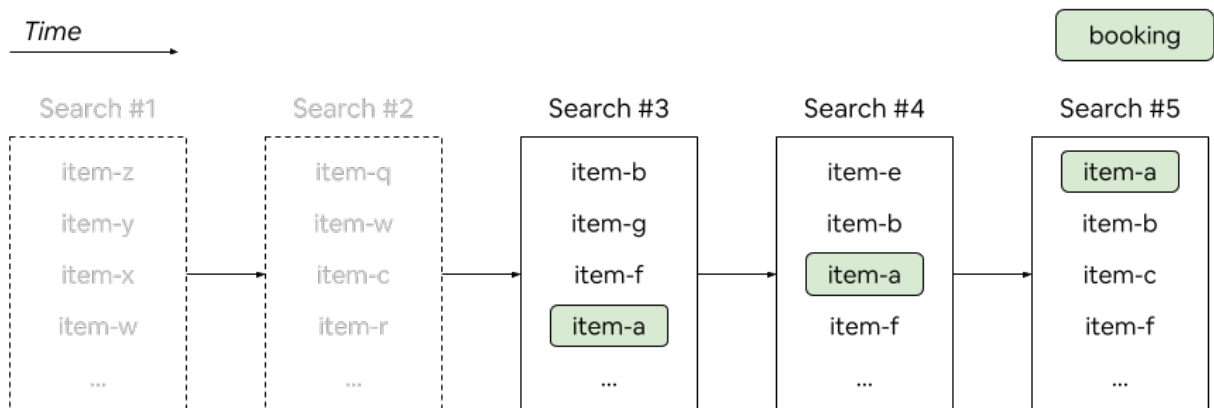 Time
booking
Search #1
item-z
item-y
item-x
item-w
...
Search #2
item-q
item-w
item-c
item-r
...
Search #3
item-b
item-g
item-f
item-a
...
Search #4
item-e
item-b
item-a
item-f
...
Search #5
item-a
item-b
item-c
item-f
...